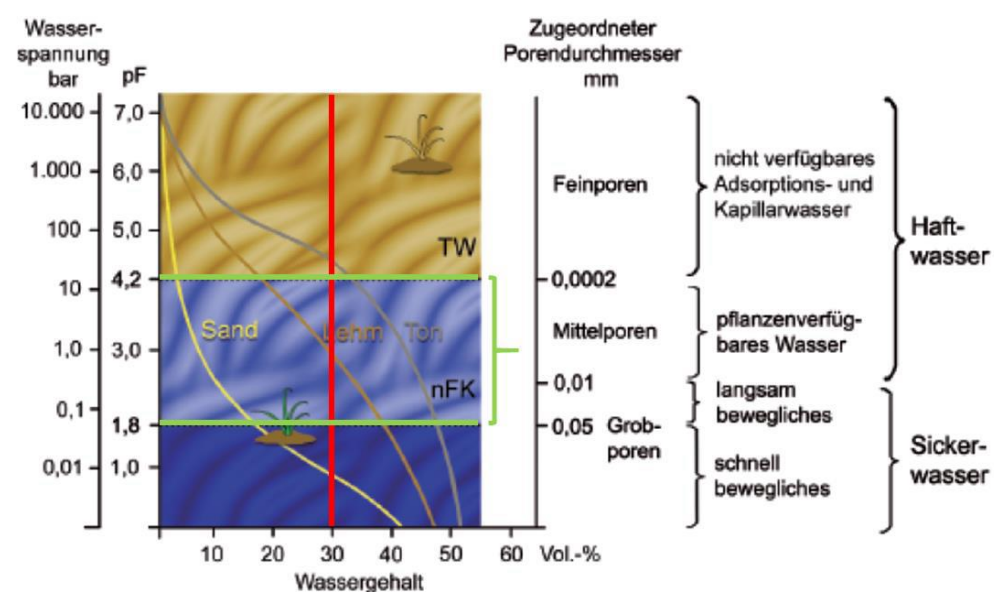 Wasser-
spannung
bar
pF
Zugeordneter
Porendurchmesser
mm
10.000
1.000
100
10
1,0
0,1
0,01
7,0
6,0
5,0
4,2
3,0
1,8
1,0
TW
Sand
Lehm
Ton
nFK
10
20
30
40
50
60
Vol.-%
Wassergehalt
Feinporen
0,0002
Mittelporen
0,01
0,05
Grob-
poren
nicht verfügbares
Adsorptions- und
Kapillarwasser
pflanzenverfüg-
bares Wasser
langsam
bewegliches
schnell
bewegliches
Haft-
wasser
Sicker-
wasser